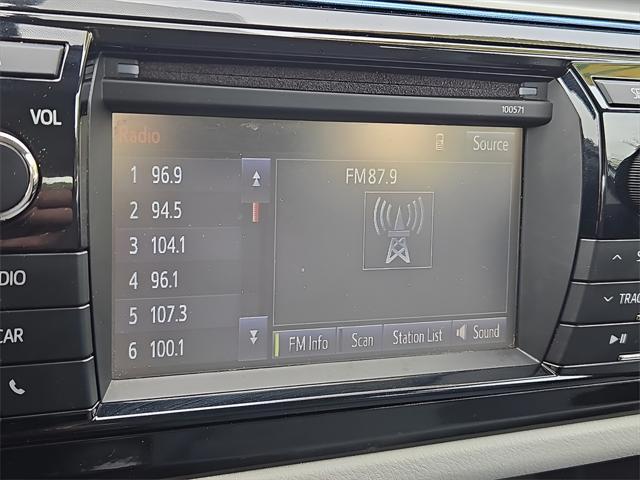 VOL
100571
SE
Radio
Source
1 96.9
2 94.5
3 104.1
4 96.1
5 107.3
6 100.1
FM87.9
FM Info
Scan
Station List
Sound
DIO
CAR
S
TRAC